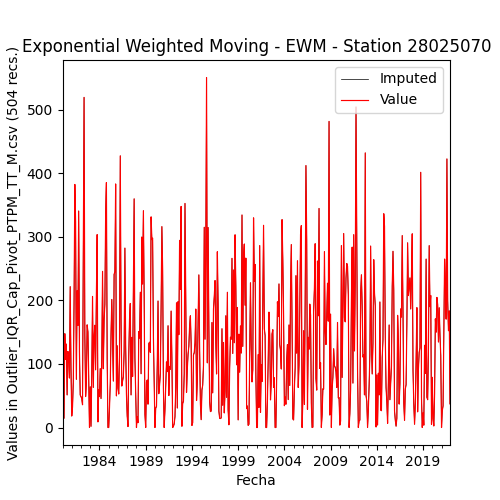 Exponential Weighted Moving - EWM - Station 28025070
Imputed
Value
Values in Outlier_IQR_Cap_Pivot_PTPM_TT_M.csv (504 recs.)
500
400
300
200
100
0
1984 1989 1994 1999 2004 2009 2014 2019
Fecha